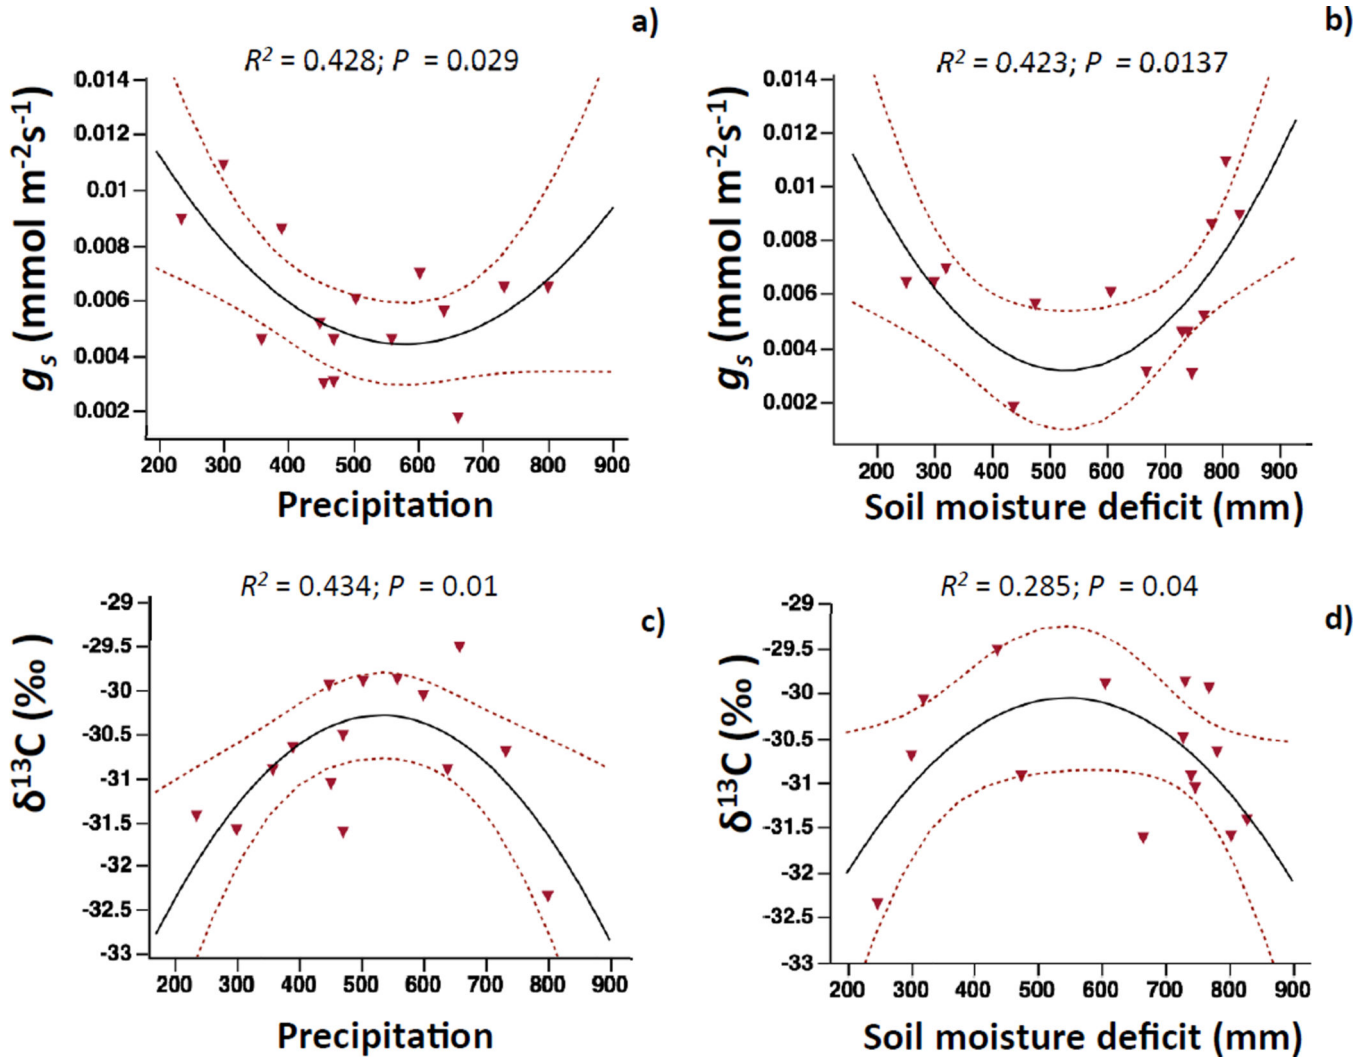 a)
R² = 0.428; P = 0.029
0.014
0.012
0.01
0.008
0.006
0.004
0.002
gₛ (mmol m⁻²s⁻¹)
200 300 400 500 600 700 800 900
Precipitation
b)
R² = 0.423; P = 0.0137
0.014
0.012
0.01
0.008
0.006
0.004
0.002
gₛ (mmol m⁻²s⁻¹)
200 300 400 500 600 700 800 900
Soil moisture deficit (mm)
c)
R² = 0.434; P = 0.01
-29
-29.5
-30
-30.5
-31
-31.5
-32
-32.5
-33
δ¹³C (‰ )
200 300 400 500 600 700 800 900
Precipitation
d)
R² = 0.285; P = 0.04
-29
-29.5
-30
-30.5
-31
-31.5
-32
-32.5
-33
δ¹³C (‰ )
200 300 400 500 600 700 800 900
Soil moisture deficit (mm)